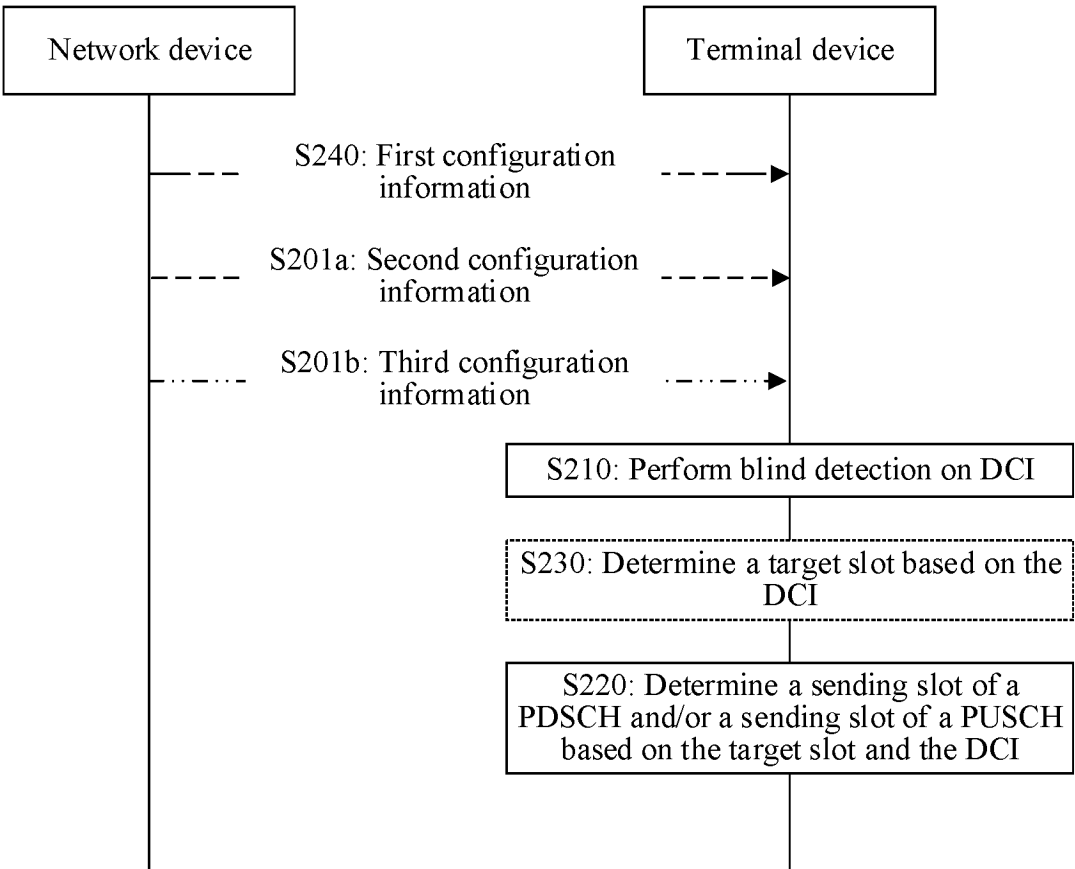 Network device
Terminal device
S240: First configuration
information
S201a: Second configuration
information
S201b: Third configuration
information
S210: Perform blind detection on DCI
S230: Determine a target slot based on the
DCI
S220: Determine a sending slot of a
PDSCH and/or a sending slot of a PUSCH
based on the target slot and the DCI